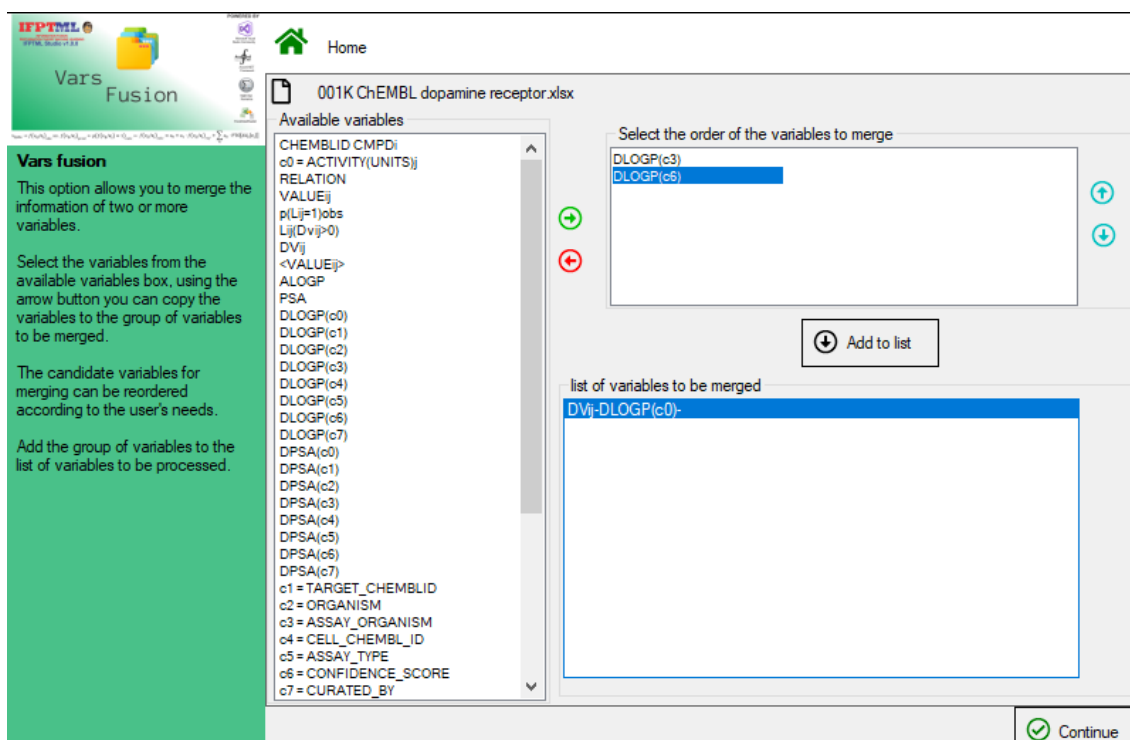 IFPTML
POWERED BY
Vars
Fusion
Home
001K ChEMBL dopamine receptor.xlsx
Vars fusion
This option allows you to merge the
information of two or more
variables.
Select the variables from the
available variables box, using the
arrow button you can copy the
variables to the group of variables
to be merged.
The candidate variables for
merging can be reordered
according to the user's needs.
Add the group of variables to the
list of variables to be processed.
Available variables
CHEMBLID CMPDi
c0 = ACTIVITY(UNITS)j
RELATION
VALUEij
p(Lij=1)obs
Lij(Dvij>0)
DVij
<VALUEij>
ALOGP
PSA
DLOGP(c0)
DLOGP(c1)
DLOGP(c2)
DLOGP(c3)
DLOGP(c4)
DLOGP(c5)
DLOGP(c6)
DLOGP(c7)
DPSA(c0)
DPSA(c1)
DPSA(c2)
DPSA(c3)
DPSA(c4)
DPSA(c5)
DPSA(c6)
DPSA(c7)
c1 = TARGET_CHEMBLID
c2 = ORGANISM
c3 = ASSAY_ORGANISM
c4 = CELL_CHEMBL_ID
c5 = ASSAY_TYPE
c6 = CONFIDENCE_SCORE
c7 = CURATED_BY
Select the order of the variables to merge
DLOGP(c3)
DLOGP(c6)
Add to list
list of variables to be merged
DVij-DLOGP(c0)-
Continue